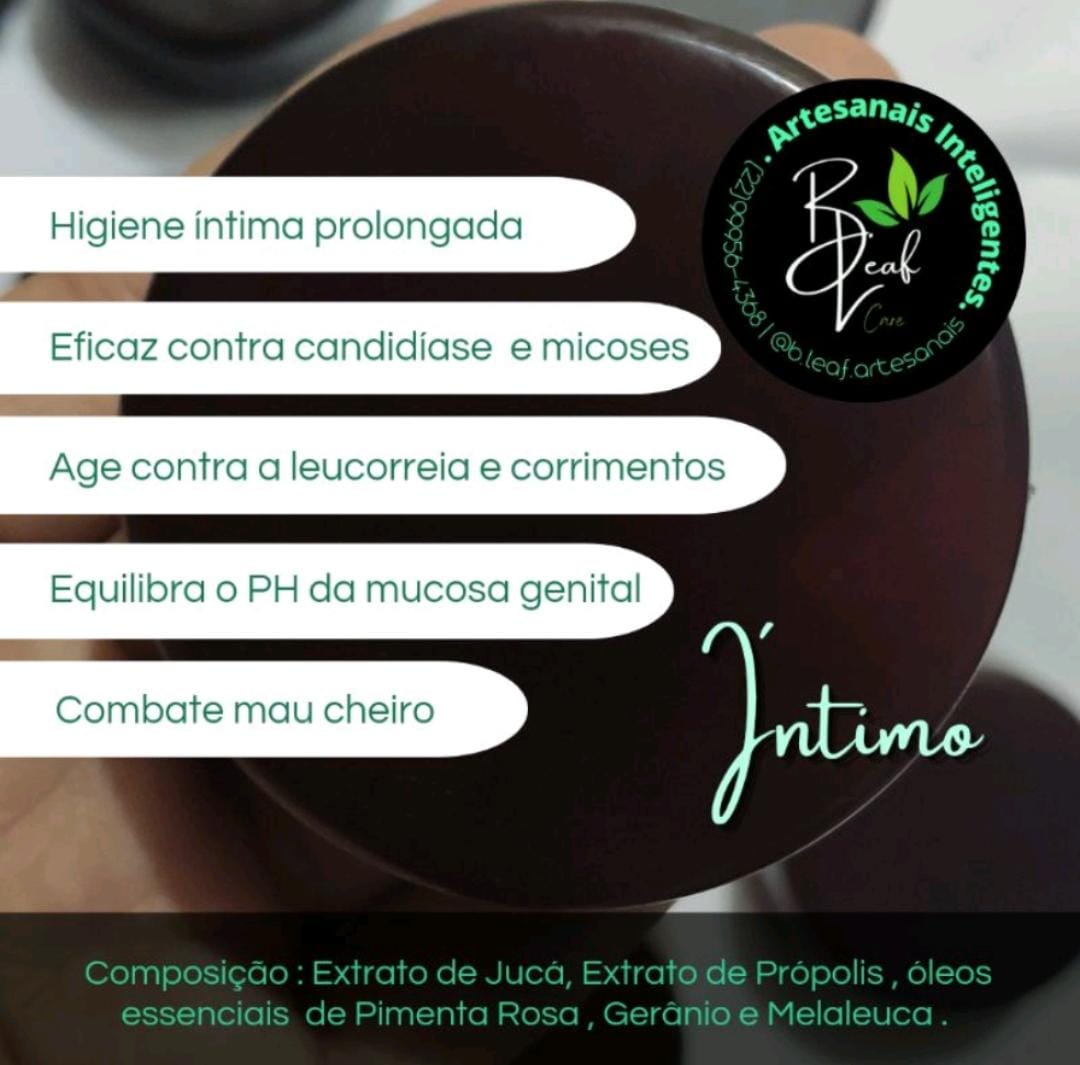 . Artesanais Inteligentes.
(22)99956-4368 | @b.leaf.artesanais
B Leaf
Care
Higiene íntima prolongada
Eficaz contra candidíase e micoses
Age contra a leucorreia e corrimentos
Equilibra o PH da mucosa genital
Combate mau cheiro
Íntimo
Composição : Extrato de Jucá, Extrato de Própolis , óleos
essenciais de Pimenta Rosa , Gerânio e Melaleuca .